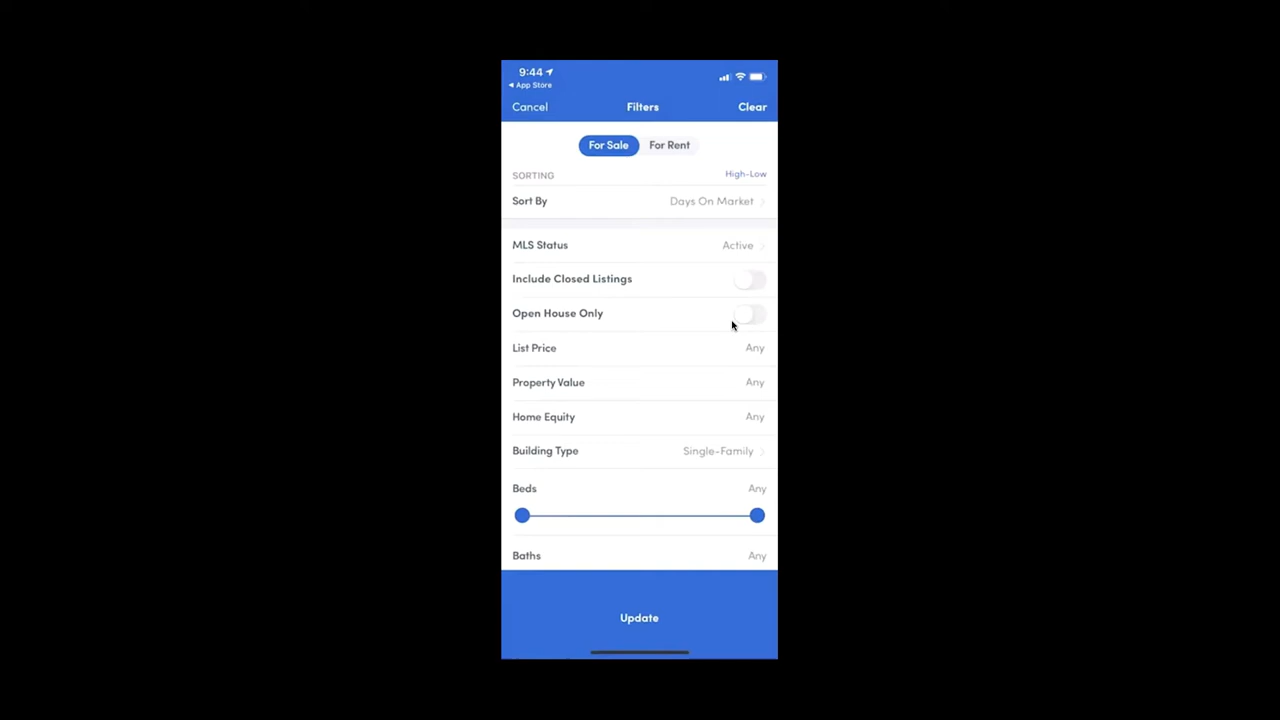 9:44
App Store
Cancel Filters Clear
For Sale For Rent
SORTING High-Low
Sort By Days On Market
MLS Status Active
Include Closed Listings
Open House Only
List Price Any
Property Value Any
Home Equity Any
Building Type Single-Family
Beds Any
Baths Any
Update